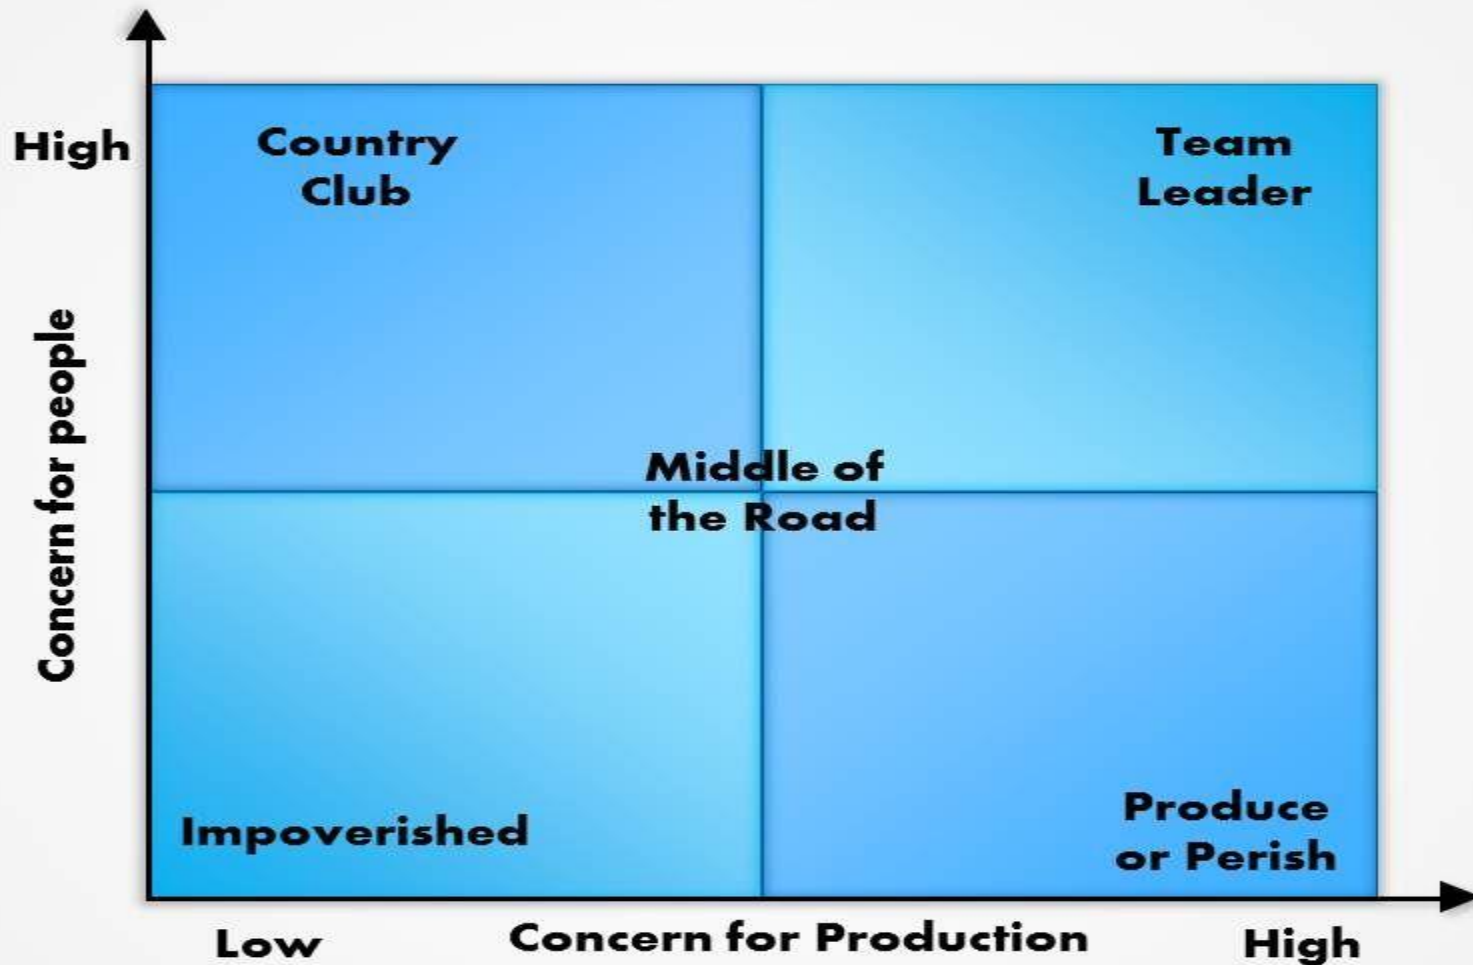 High
Country
Club
Team
Leader
Concern for people
Middle of
the Road
Impoverished
Produce
or Perish
Low
Concern for Production
High